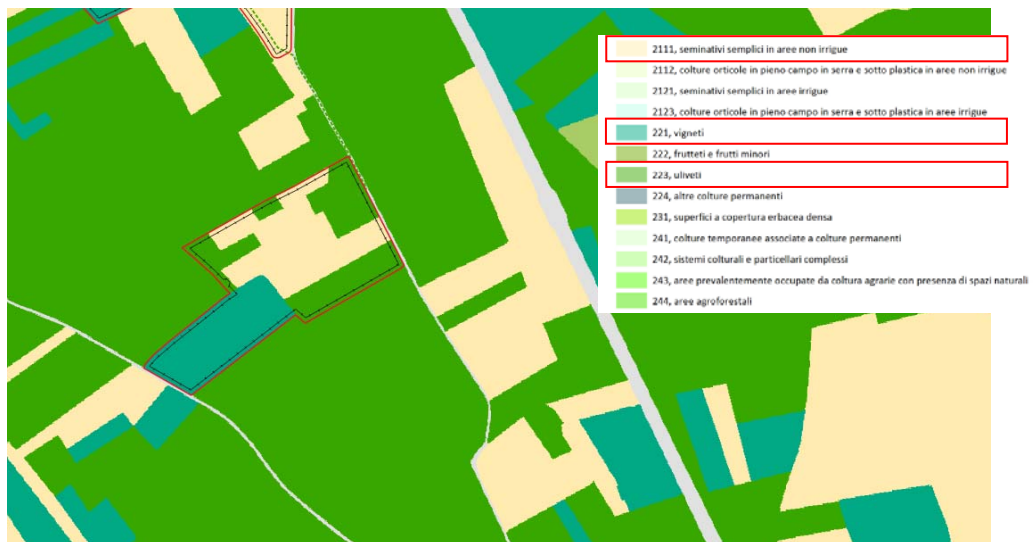 2111, seminativi semplici in aree non irrigue
2112, colture orticole in pieno campo in serra e sotto plastica in aree non irrigue
2121, seminativi semplici in aree irrigue
2123, colture orticole in pieno campo in serra e sotto plastica in aree irrigue
221, vigneti
222, frutteti e frutti minori
223, uliveti
224, altre colture permanenti
231, superfici a copertura erbacea densa
241, colture temporanee associate a colture permanenti
242, sistemi colturali e particellari complessi
243, aree prevalentemente occupate da coltura agrarie con presenza di spazi naturali
244, aree agroforestali